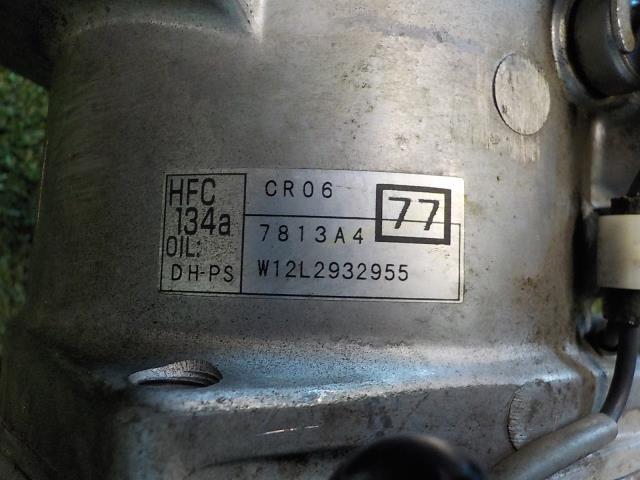 HFC
134a
OIL:
DH-PS
CR06
77
7813A4
W12L2932955